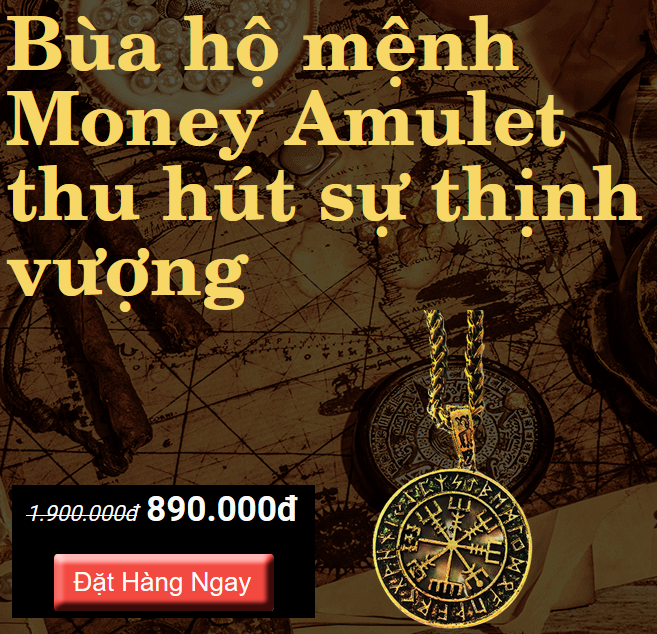 Bùa hộ mệnh
Money Amulet
thu hút sự thịnh
vượng
1.900.000đ 890.000đ
Đặt Hàng Ngay